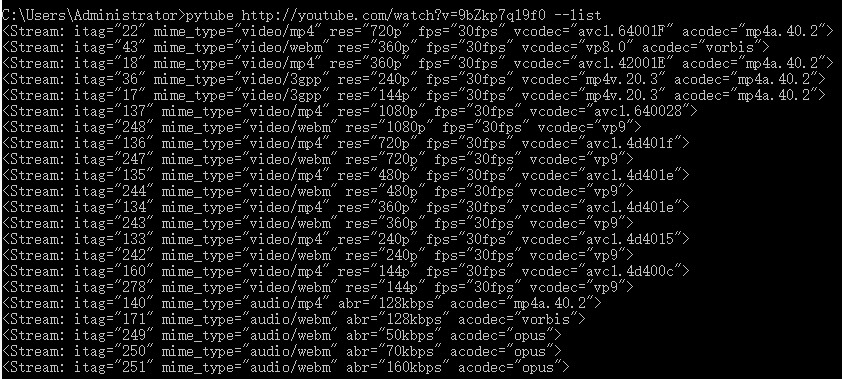 C:\Users\Administrator>pytube http://youtube.com/watch?v=9bZkp7q19f0 --list
<Stream: itag="22" mime_type="video/mp4" res="720p" fps="30fps" vcodec="avc1.64001F" acodec="mp4a.40.2">
<Stream: itag="43" mime_type="video/webm" res="360p" fps="30fps" vcodec="vp8.0" acodec="vorbis">
<Stream: itag="18" mime_type="video/mp4" res="360p" fps="30fps" vcodec="avc1.42001E" acodec="mp4a.40.2">
<Stream: itag="36" mime_type="video/3gpp" res="240p" fps="30fps" vcodec="mp4v.20.3" acodec="mp4a.40.2">
<Stream: itag="17" mime_type="video/3gpp" res="144p" fps="30fps" vcodec="mp4v.20.3" acodec="mp4a.40.2">
<Stream: itag="137" mime_type="video/mp4" res="1080p" fps="30fps" vcodec="avc1.640028">
<Stream: itag="248" mime_type="video/webm" res="1080p" fps="30fps" vcodec="vp9">
<Stream: itag="136" mime_type="video/mp4" res="720p" fps="30fps" vcodec="avc1.4d401f">
<Stream: itag="247" mime_type="video/webm" res="720p" fps="30fps" vcodec="vp9">
<Stream: itag="135" mime_type="video/mp4" res="480p" fps="30fps" vcodec="avc1.4d401e">
<Stream: itag="244" mime_type="video/webm" res="480p" fps="30fps" vcodec="vp9">
<Stream: itag="134" mime_type="video/mp4" res="360p" fps="30fps" vcodec="avc1.4d401e">
<Stream: itag="243" mime_type="video/webm" res="360p" fps="30fps" vcodec="vp9">
<Stream: itag="133" mime_type="video/mp4" res="240p" fps="30fps" vcodec="avc1.4d4015">
<Stream: itag="242" mime_type="video/webm" res="240p" fps="30fps" vcodec="vp9">
<Stream: itag="160" mime_type="video/mp4" res="144p" fps="30fps" vcodec="avc1.4d400c">
<Stream: itag="278" mime_type="video/webm" res="144p" fps="30fps" vcodec="vp9">
<Stream: itag="140" mime_type="audio/mp4" abr="128kbps" acodec="mp4a.40.2">
<Stream: itag="171" mime_type="audio/webm" abr="128kbps" acodec="vorbis">
<Stream: itag="249" mime_type="audio/webm" abr="50kbps" acodec="opus">
<Stream: itag="250" mime_type="audio/webm" abr="70kbps" acodec="opus">
<Stream: itag="251" mime_type="audio/webm" abr="160kbps" acodec="opus">